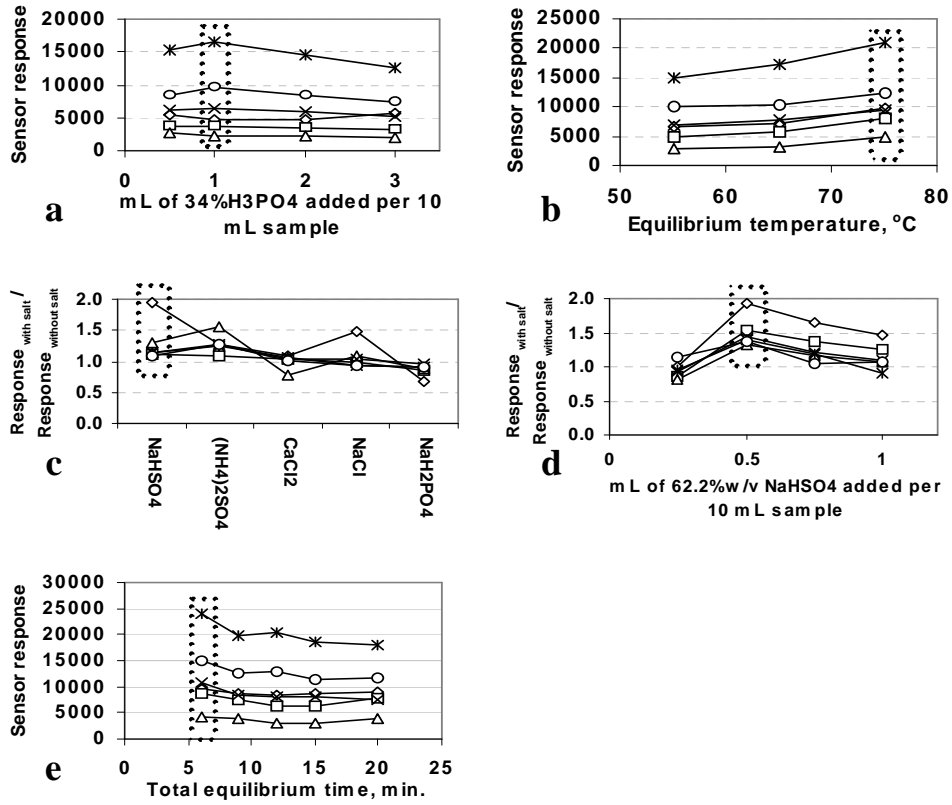 Sensor response
20000
15000
10000
5000
0
0 1 2 3
mL of 34%H3PO4 added per 10
mL sample
a
Sensor response
25000
20000
15000
10000
5000
0
50 60 70 80
Equilibrium temperature, oC
b
Response with salt /
Response without salt
2.0
1.5
1.0
0.5
0.0
NaHSO4
(NH4)2SO4
CaCl2
NaCl
NaH2PO4
c
Response with salt/
Response without salt
2.0
1.5
1.0
0.5
0.0
0 0.5 1
mL of 62.2%w/v NaHSO4 added per
10 mL sample
d
Sensor response
30000
25000
20000
15000
10000
5000
0
0 5 10 15 20 25
Total equilibrium time, min.
e